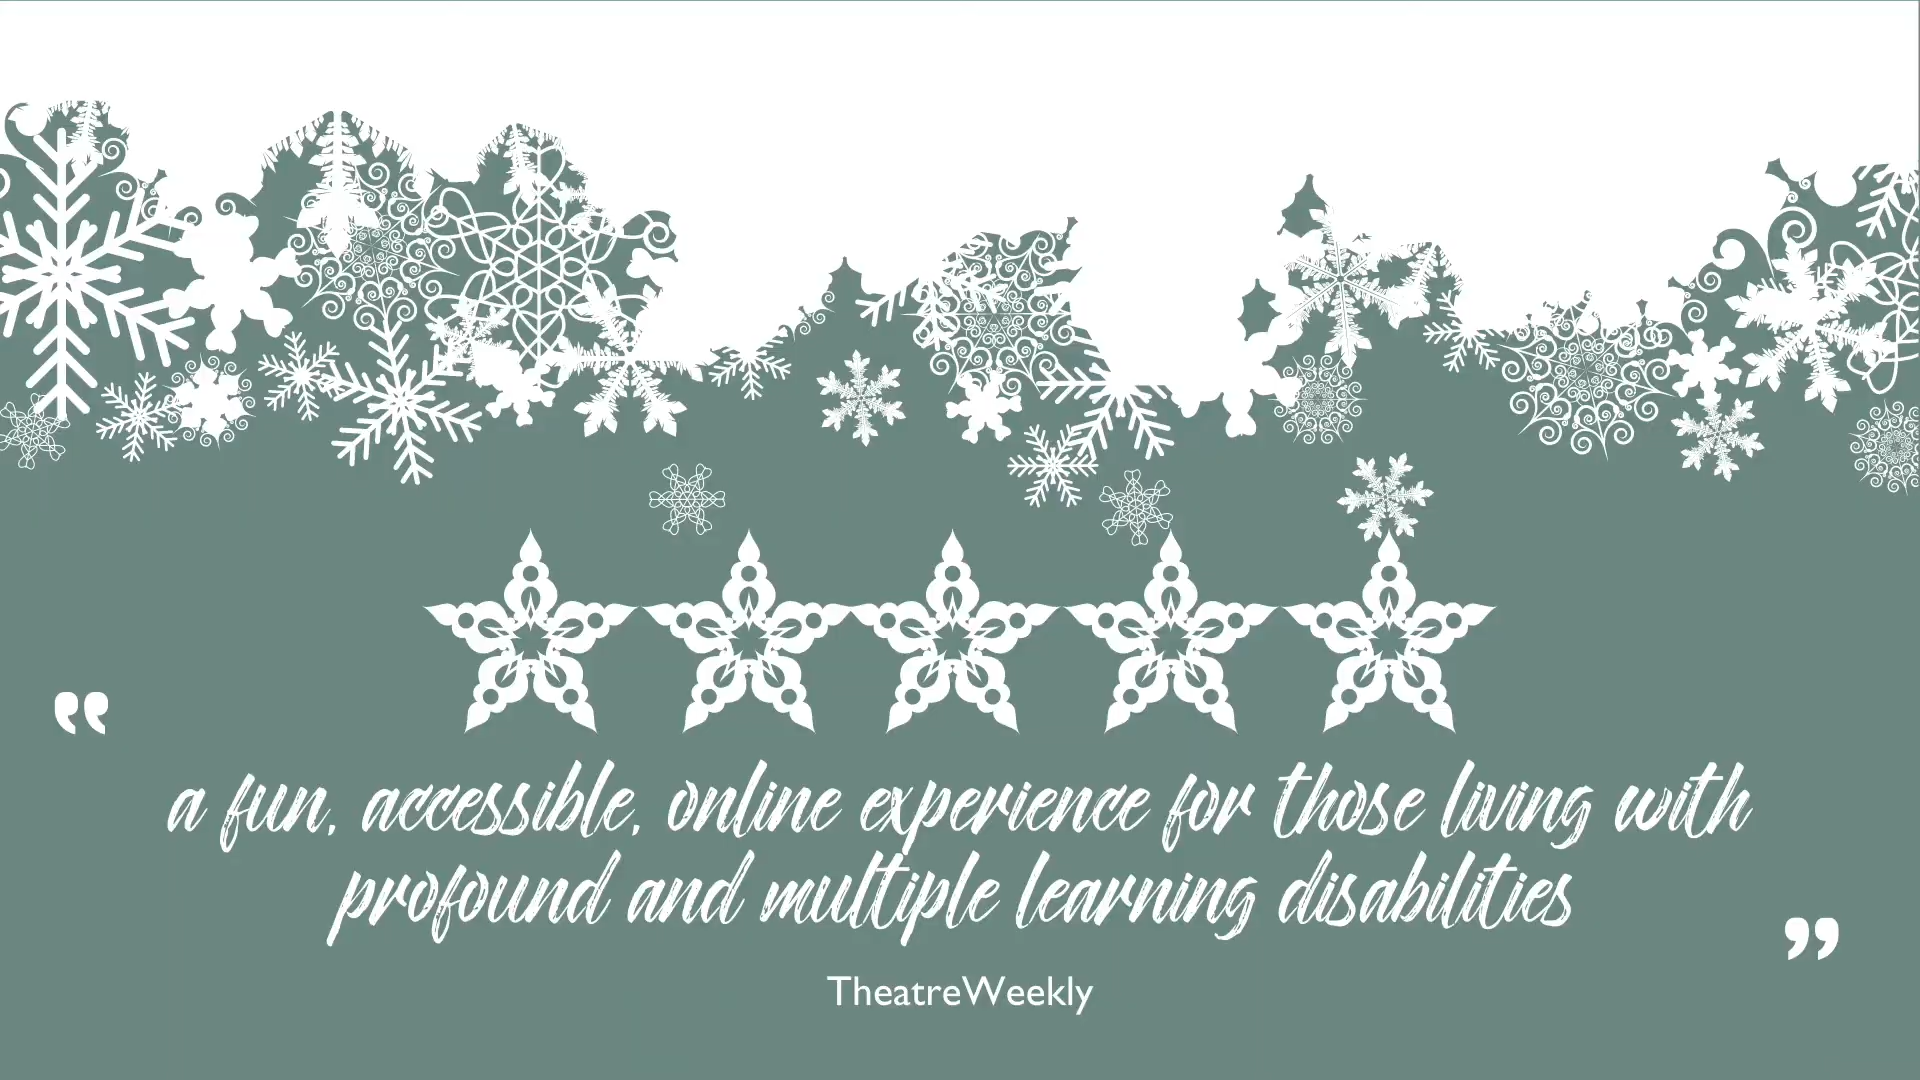 “
a fun, accessible, online experience for those living with
profound and multiple learning disabilities
”
TheatreWeekly